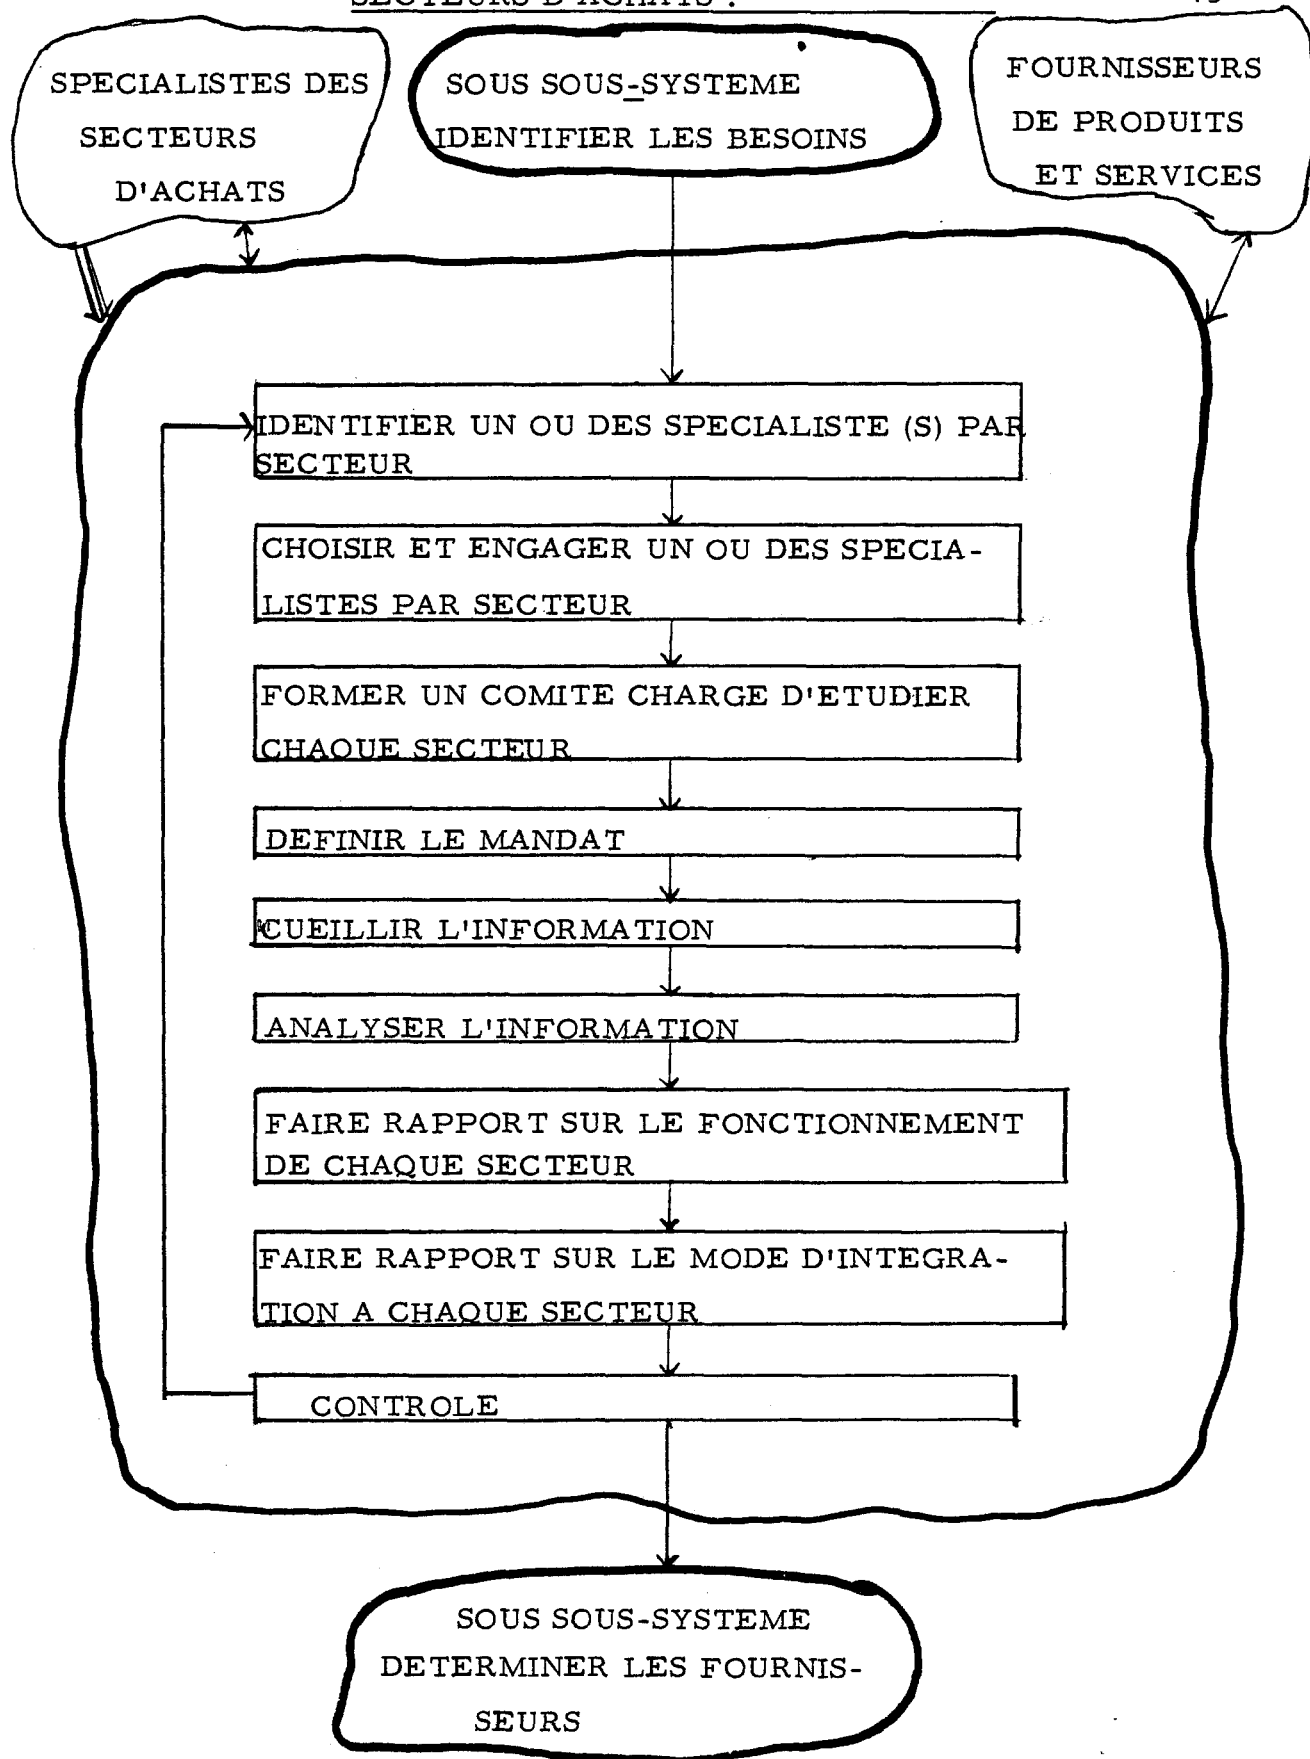 SECTEURS D'ACHATS :
SPECIALISTES DES
SECTEURS
D'ACHATS
SOUS SOUS-SYSTEME
IDENTIFIER LES BESOINS
FOURNISSEURS
DE PRODUITS
ET SERVICES
IDENTIFIER UN OU DES SPECIALISTE (S) PAR
SECTEUR
CHOISIR ET ENGAGER UN OU DES SPECIA-
LISTES PAR SECTEUR
FORMER UN COMITE CHARGE D'ETUDIER
CHAQUE SECTEUR
DEFINIR LE MANDAT
CUEILLIR L'INFORMATION
ANALYSER L'INFORMATION
FAIRE RAPPORT SUR LE FONCTIONNEMENT
DE CHAQUE SECTEUR
FAIRE RAPPORT SUR LE MODE D'INTEGRA-
TION A CHAQUE SECTEUR
CONTROLE
SOUS SOUS-SYSTEME
DETERMINER LES FOURNIS-
SEURS